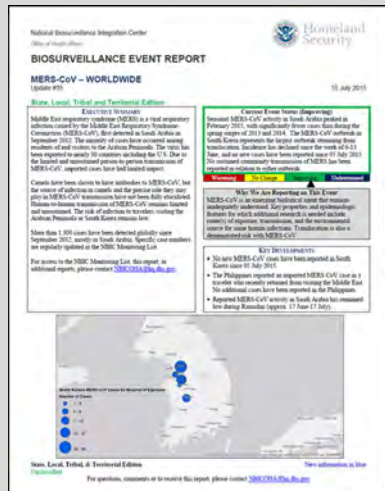 National Biosurveillance Integration Center
Office of Health Affairs
Homeland
Security
BIOSURVEILLANCE EVENT REPORT
MERS-CoV – WORLDWIDE
Update #35
10 July 2015
State, Local, Tribal and Territorial Edition
EXECUTIVE SUMMARY
Middle East respiratory syndrome (MERS) is a viral respiratory
infection caused by the Middle East Respiratory Syndrome-
Coronavirus (MERS-CoV), first detected in Saudi Arabia in
September 2012. The majority of cases have occurred among
residents of and visitors to the Arabian Peninsula. The virus has
been exported to nearly 30 countries including the U.S. Due to
the limited and unsustained person-to-person transmission of
MERS-CoV, imported cases have had limited impact.
Camels have been shown to have antibodies to MERS-CoV, but
the source of infection in camels and the precise role they may
play in MERS-CoV transmission have not been fully elucidated.
Human-to-human transmission of MERS-CoV remains limited
and unsustained. The risk of infection to travelers visiting the
Arabian Peninsula or South Korea remains low.
More than 1,300 cases have been detected globally since
September 2012, mostly in Saudi Arabia. Specific case numbers
are regularly updated in the NBIC Monitoring List.
For access to the NBIC Monitoring List, this report, or
additional reports, please contact NBICOHA@hq.dhs.gov.
Current Event Status (Improving)
Seasonal MERS-CoV activity in Saudi Arabia peaked in
February 2015, with significantly fewer cases than during the
spring surges of 2013 and 2014. The MERS-CoV outbreak in
South Korea represents the largest outbreak stemming from
translocation. Incidence has declined since the week of
June, and no new cases have been reported since 05 July 2015.
No sustained community transmission of MERS has been
reported in relation to either outbreak.
Worsening No Change Improving Undetermined
Why We Are Reporting on This Event
MERS-CoV is an emerging biological agent that remains
inadequately understood. Key properties and epidemiologic
features for which additional research is needed include
route(s) of exposure, transmission, and the environmental
source for some human infections. Translocation is also a
demonstrated risk with MERS-CoV.
KEY DEVELOPMENTS
• No new MERS-CoV cases have been reported in South
Korea since 05 July 2015.
• The Philippines reported an imported MERS-CoV case in a
traveler who recently returned from visiting the Middle East.
No additional cases have been reported in the Philippines.
• Reported MERS-CoV activity in Saudi Arabia has remained
low during Ramadan (approx. 17 June-17 July).
State, Local, Tribal, & Territorial Edition
New information in blue
Unclassified
For questions, comments or to receive this report, please contact NBICOHA@hq.dhs.gov